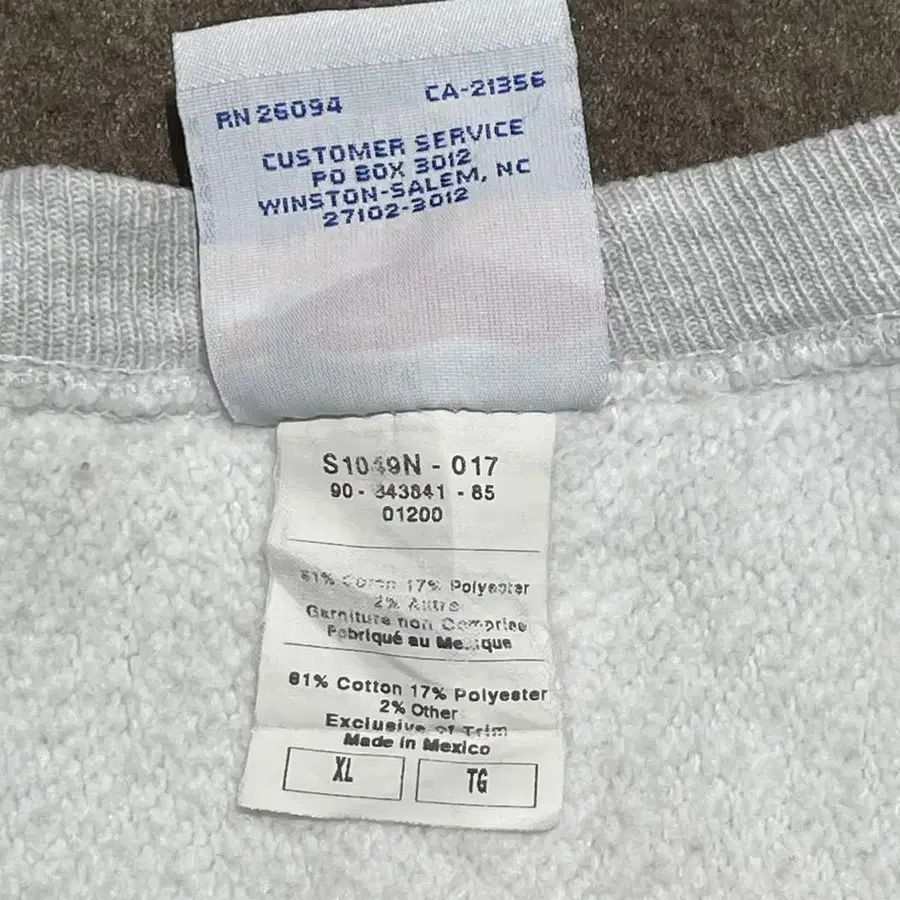 RN 26094 CA-21356
CUSTOMER SERVICE
PO BOX 3012
WINSTON-SALEM, NC
27102-3012
S1049N - 017
90 - 343841 - 85
01200
81% Coton 17% Polyester
2% Autre
Garniture non Comprise
Fabriqué au Mexique
81% Cotton 17% Polyester
2% Other
Exclusive of Trim
Made in Mexico
XL TG